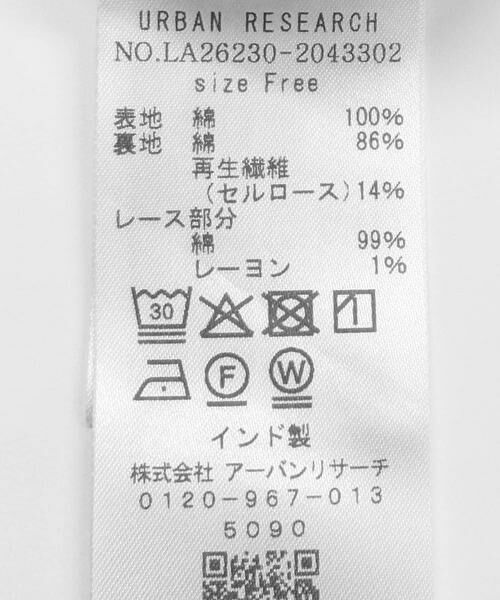 URBAN RESEARCH
NO.LA26230-2043302
size Free
表地 綿 100%
裏地 綿 86%
再生繊維
（セルロース）14%
レース部分
綿 99%
レーヨン 1%
30
F W
インド製
株式会社 アーバンリサーチ
0120-967-013
5090